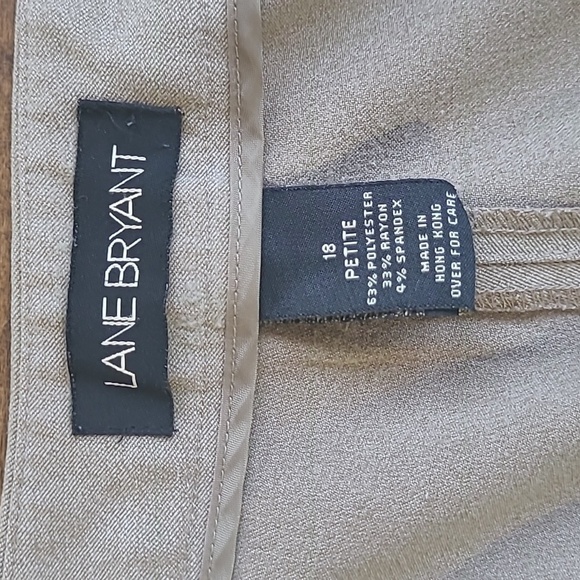 LANE BRYANT
18
PETITE
63% POLYESTER
33% RAYON
4% SPANDEX
MADE IN
HONG KONG
OVER FOR CARE